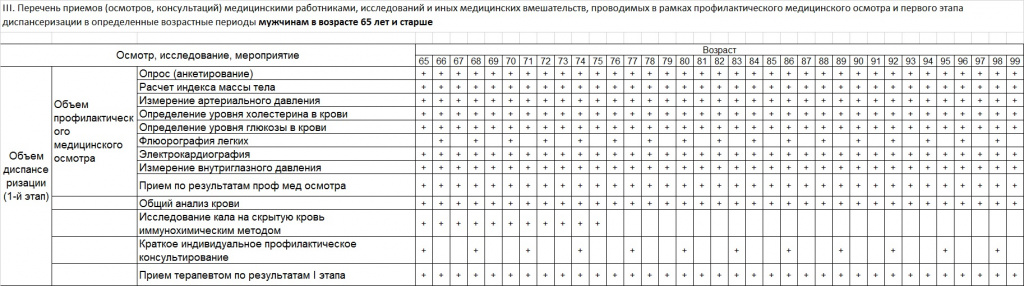 III. Перечень приемов (осмотров, консультаций) медицинскими работниками, исследований и иных медицинских вмешательств, проводимых в рамках профилактического медицинского осмотра и первого этапа
диспансеризации в определенные возрастные периоды мужчинам в возрасте 65 лет и старше
Осмотр, исследование, мероприятие
Возраст
65 66 67 68 69 70 71 72 73 74 75 76 77 78 79 80 81 82 83 84 85 86 87 88 89 90 91 92 93 94 95 96 97 98 99
Объем
диспансе
ризации
(1-й этап)
Объем
профилактическ
ого
медицинского
осмотра
Опрос (анкетирование) + + + + + + + + + + + + + + + + + + + + + + + + + + + + + + + + + + +
Расчет индекса массы тела + + + + + + + + + + + + + + + + + + + + + + + + + + + + + + + + + + +
Измерение артериального давления + + + + + + + + + + + + + + + + + + + + + + + + + + + + + + + + + + +
Определение уровня холестерина в крови + + + + + + + + + + + + + + + + + + + + + + + + + + + + + + + + + + +
Определение уровня глюкозы в крови + + + + + + + + + + + + + + + + + + + + + + + + + + + + + + + + + + +
Флюорография легких + + + + + + + + + + + + + + + + +
Электрокардиография + + + + + + + + + + + + + + + + + + + + + + + + + + + + + + + + + + +
Измерение внутриглазного давления + + + + + + + + + + + + + + + + + + + + + + + + + + + + + + + + + + +
Прием по результатам проф мед осмотра + + + + + + + + + + + + + + + + + + + + + + + + + + + + + + + + + + +
Общий анализ крови + + + + + + + + + + + + + + + + + + + + + + + + + + + + + + + + + + +
Исследование кала на скрытую кровь
иммунохимическим методом + + + + + + + + + + +
Краткое индивидуальное профилактическое
консультирование + + + + + + + + + + + +
Прием терапевтом по результатам I этапа + + + + + + + + + + + + + + + + + + + + + + + + + + + + + + + + + + +